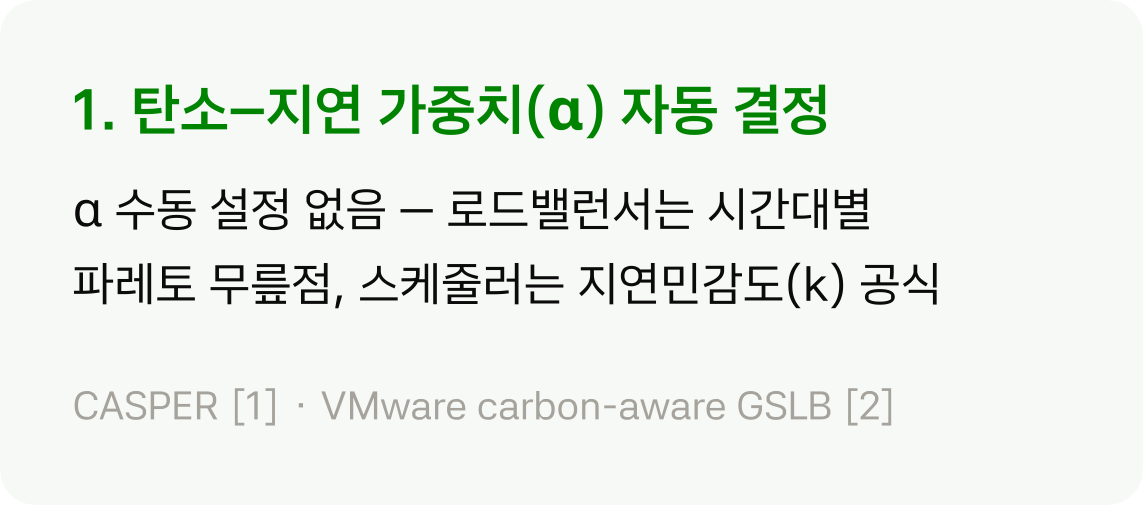 1. 탄소–지연 가중치(α) 자동 결정
α 수동 설정 없음 — 로드밸런서는 시간대별
파레토 무릎점, 스케줄러는 지연민감도(k) 공식
CASPER [1] · VMware carbon-aware GSLB [2]